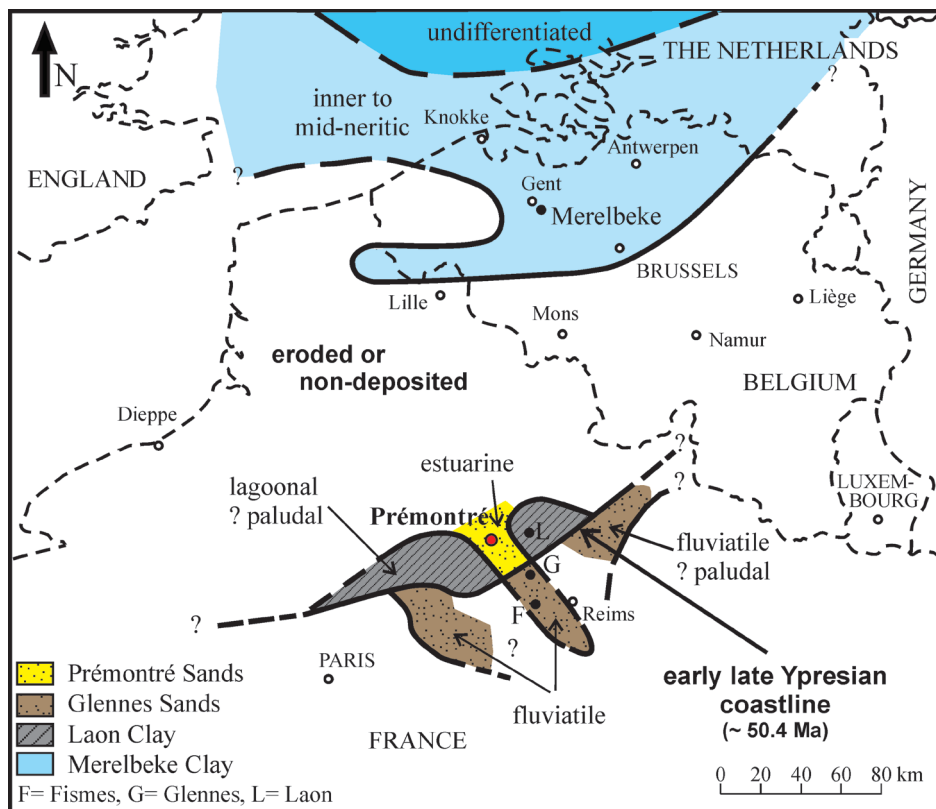 undifferentiated
THE NETHERLANDS
N
inner to
mid-neritic
?
Knokke
Antwerpen
ENGLAND
?
Gent
Merelbeke
GERMANY
BRUSSELS
Lille
Liège
Mons
Namur
eroded or
non-deposited
BELGIUM
Dieppe
?
estuarine
?
lagoonal
? paludal
LUXEM-
BOURG
Prémontré
L
fluviatile
? paludal
G
F
Reims
?
?
PARIS
early late Ypresian
coastline
(~ 50.4 Ma)
fluviatile
FRANCE
Prémontré Sands
Glennes Sands
Laon Clay
Merelbeke Clay
F= Fismes, G= Glennes, L= Laon
0 20 40 60 80 km